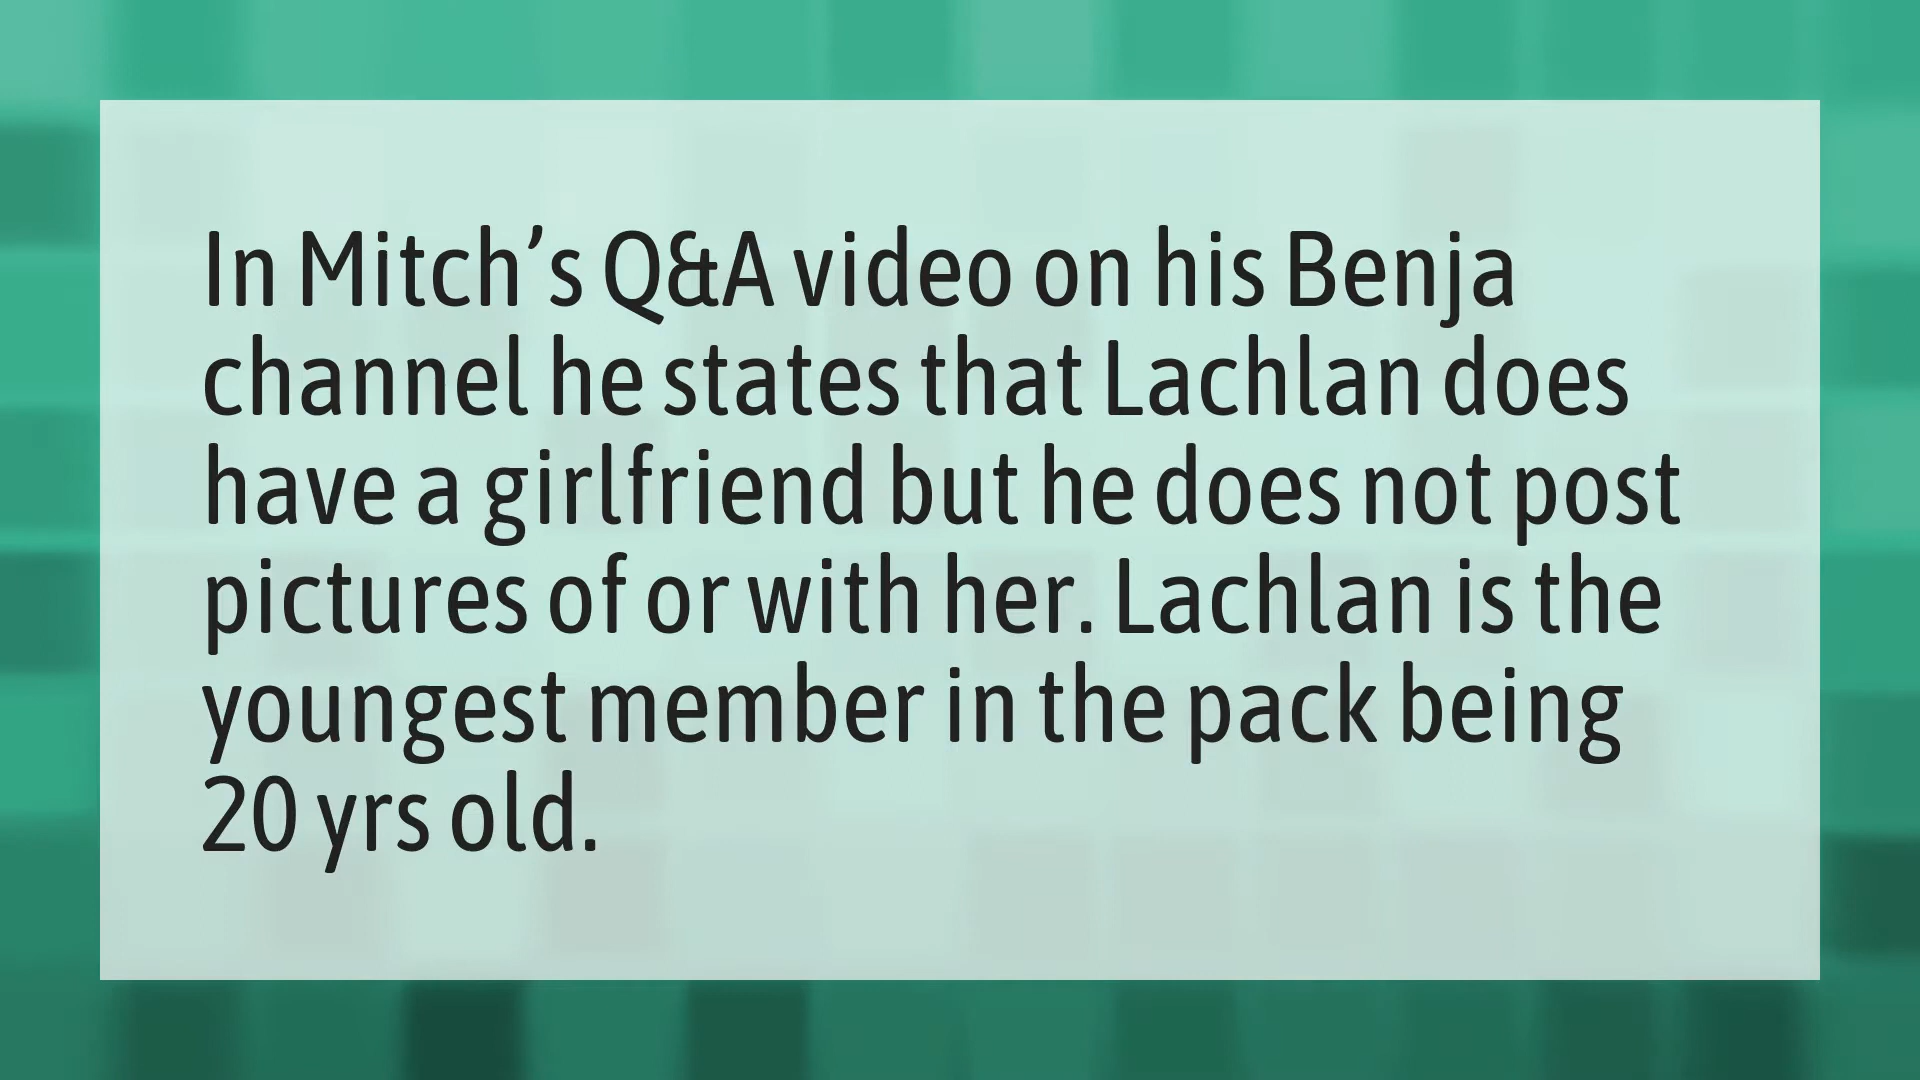 In Mitch’s Q&A video on his Benja
channel he states that Lachlan does
have a girlfriend but he does not post
pictures of or with her. Lachlan is the
youngest member in the pack being
20 yrs old.